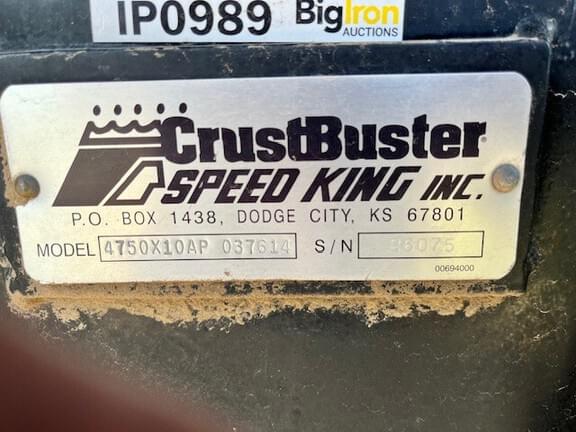 IP0989 BigIron
AUCTIONS
CrustBuster®
SPEED KING INC.
P.O. BOX 1438, DODGE CITY, KS 67801
MODEL 4750X10AP 037614 S/N
00694000